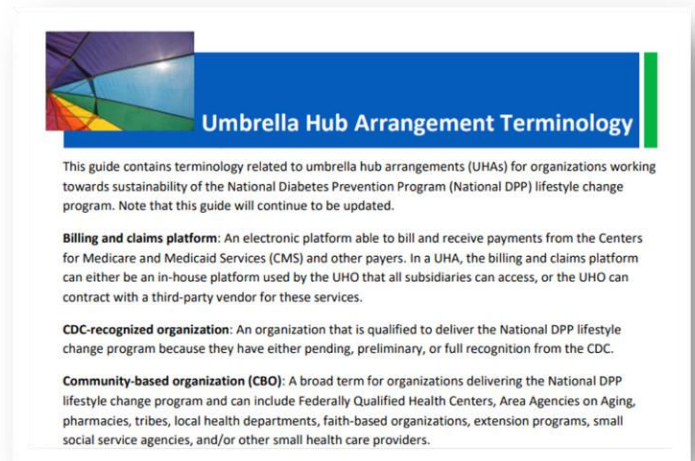 Umbrella Hub Arrangement Terminology
This guide contains terminology related to umbrella hub arrangements (UHAs) for organizations working
towards sustainability of the National Diabetes Prevention Program (National DPP) lifestyle change
program. Note that this guide will continue to be updated.
Billing and claims platform: An electronic platform able to bill and receive payments from the Centers
for Medicare and Medicaid Services (CMS) and other payers. In a UHA, the billing and claims platform
can either be an in-house platform used by the UHO that all subsidiaries can access, or the UHO can
contract with a third-party vendor for these services.
CDC-recognized organization: An organization that is qualified to deliver the National DPP lifestyle
change program because they have either pending, preliminary, or full recognition from the CDC.
Community-based organization (CBO): A broad term for organizations delivering the National DPP
lifestyle change program and can include Federally Qualified Health Centers, Area Agencies on Aging,
pharmacies, tribes, local health departments, faith-based organizations, extension programs, small
social service agencies, and/or other small health care providers.